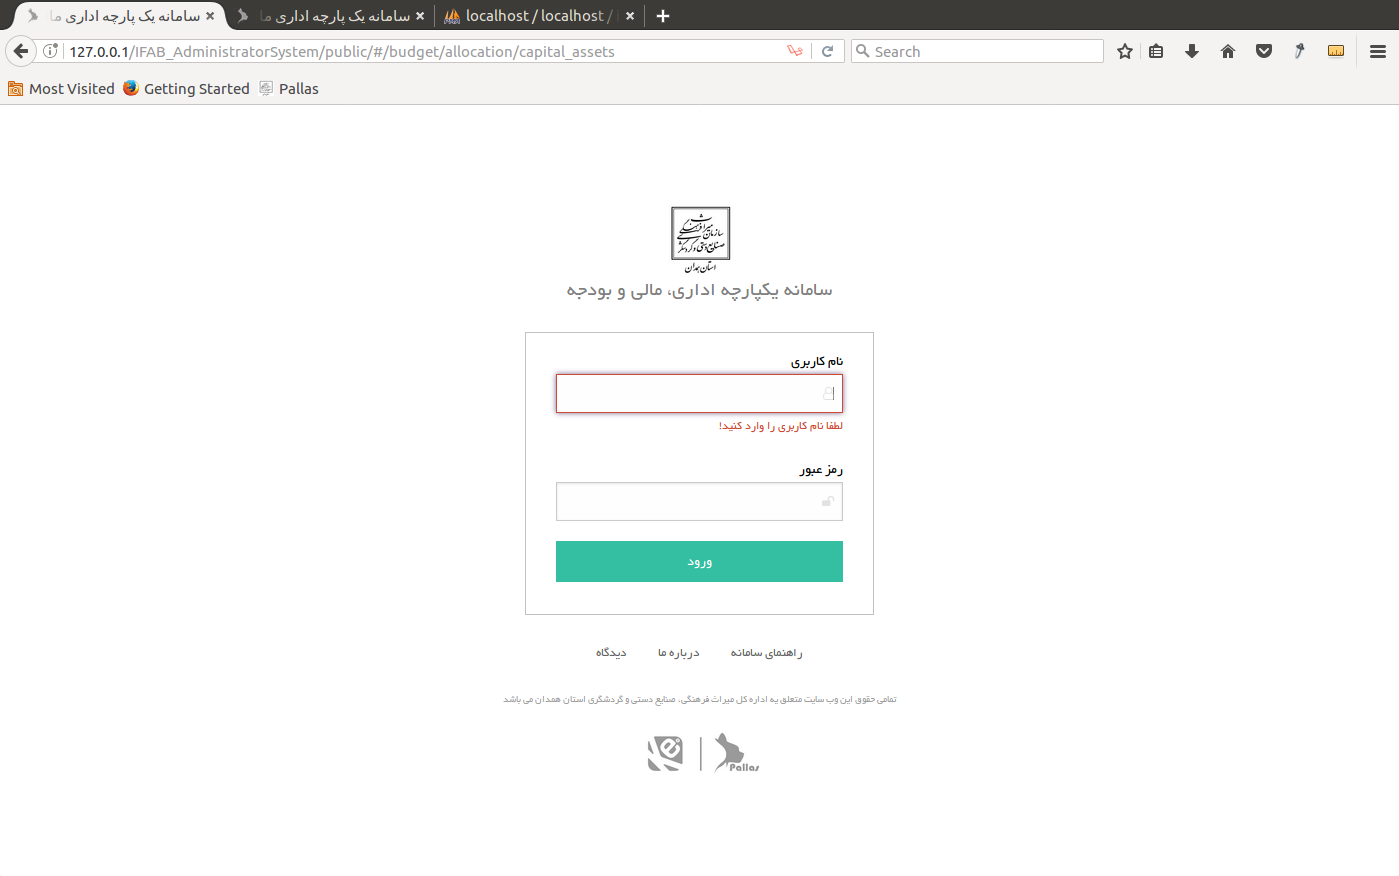 سامانه یک پارچه اداری ما
سامانه یک پارچه اداری ما
localhost / localhost /
127.0.0.1/IFAB_AdministratorSystem/public/#/budget/allocation/capital_assets
Search
Most Visited
Getting Started
Pallas
سازمان میراث فرهنگی
صنایع دستی و گردشگری
استان همدان
سامانه یکپارچه اداری، مالی و بودجه
نام کاربری
لطفا نام کاربری را وارد کنید!
رمز عبور
ورود
راهنمای سامانه
درباره ما
دیدگاه
تمامی حقوق این وب سایت متعلق به اداره کل میراث فرهنگی، صنایع دستی و گردشگری استان همدان می باشد
Pallas